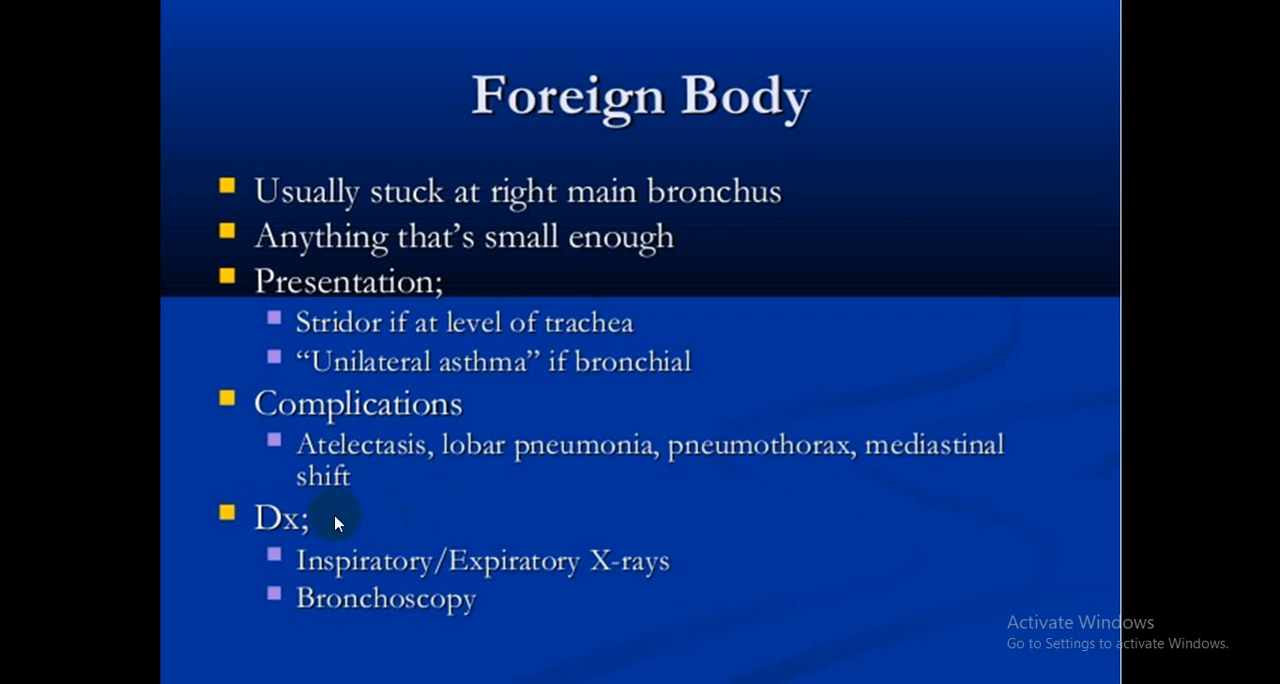 Foreign Body
Usually stuck at right main bronchus
Anything that’s small enough
Presentation;
Stridor if at level of trachea
“Unilateral asthma” if bronchial
Complications
Atelectasis, lobar pneumonia, pneumothorax, mediastinal
shift
Dx;
Inspiratory/Expiratory X-rays
Bronchoscopy
Activate Windows
Go to Settings to activate Windows.